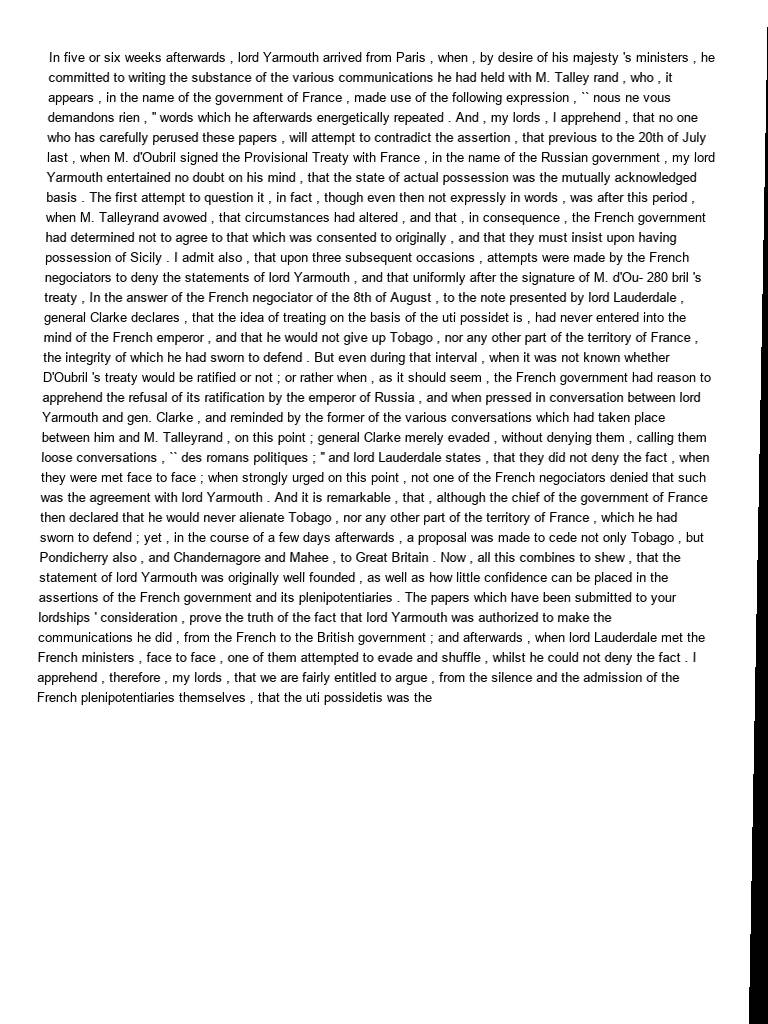 In five or six weeks afterwards , lord Yarmouth arrived from Paris , when , by desire of his majesty 's ministers , he
committed to writing the substance of the various communications he had held with M. Talley rand , who , it
appears , in the name of the government of France , made use of the following expression , `` nous ne vous
demandons rien , " words which he afterwards energetically repeated . And , my lords , I apprehend , that no one
who has carefully perused these papers , will attempt to contradict the assertion , that previous to the 20th of July
last , when M. d'Oubril signed the Provisional Treaty with France , in the name of the Russian government , my lord
Yarmouth entertained no doubt on his mind , that the state of actual possession was the mutually acknowledged
basis . The first attempt to question it , in fact , though even then not expressly in words , was after this period ,
when M. Talleyrand avowed , that circumstances had altered , and that , in consequence , the French government
had determined not to agree to that which was consented to originally , and that they must insist upon having
possession of Sicily . I admit also , that upon three subsequent occasions , attempts were made by the French
negociators to deny the statements of lord Yarmouth , and that uniformly after the signature of M. d'Ou- 280 bril 's
treaty , In the answer of the French negociator of the 8th of August , to the note presented by lord Lauderdale ,
general Clarke declares , that the idea of treating on the basis of the uti possidet is , had never entered into the
mind of the French emperor , and that he would not give up Tobago , nor any other part of the territory of France ,
the integrity of which he had sworn to defend . But even during that interval , when it was not known whether
D'Oubril 's treaty would be ratified or not ; or rather when , as it should seem , the French government had reason to
apprehend the refusal of its ratification by the emperor of Russia , and when pressed in conversation between lord
Yarmouth and gen. Clarke , and reminded by the former of the various conversations which had taken place
between him and M. Talleyrand , on this point ; general Clarke merely evaded , without denying them , calling them
loose conversations , `` des romans politiques ; " and lord Lauderdale states , that they did not deny the fact , when
they were met face to face ; when strongly urged on this point , not one of the French negociators denied that such
was the agreement with lord Yarmouth . And it is remarkable , that , although the chief of the government of France
then declared that he would never alienate Tobago , nor any other part of the territory of France , which he had
sworn to defend ; yet , in the course of a few days afterwards , a proposal was made to cede not only Tobago , but
Pondicherry also , and Chandernagore and Mahee , to Great Britain . Now , all this combines to shew , that the
statement of lord Yarmouth was originally well founded , as well as how little confidence can be placed in the
assertions of the French government and its plenipotentiaries . The papers which have been submitted to your
lordships ' consideration , prove the truth of the fact that lord Yarmouth was authorized to make the
communications he did , from the French to the British government ; and afterwards , when lord Lauderdale met the
French ministers , face to face , one of them attempted to evade and shuffle , whilst he could not deny the fact . I
apprehend , therefore , my lords , that we are fairly entitled to argue , from the silence and the admission of the
French plenipotentiaries themselves , that the uti possidetis was the